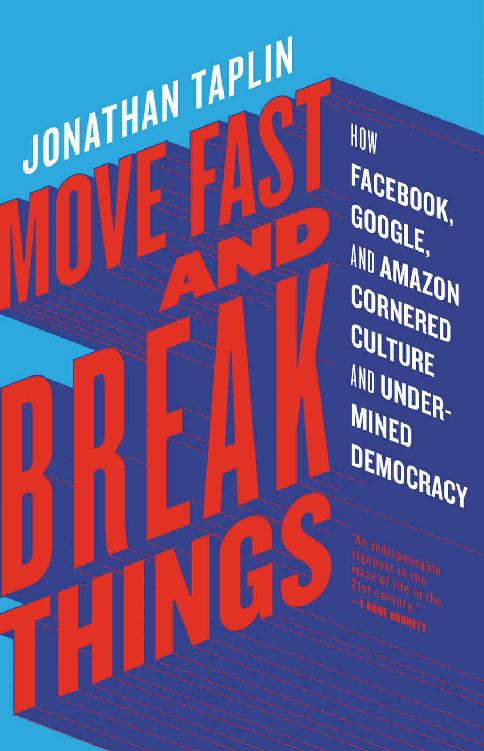 JONATHAN TAPLIN
MOVE FAST
AND
BREAK
THINGS
HOW
FACEBOOK,
GOOGLE,
AND AMAZON
CORNERED
CULTURE
AND UNDER-
MINED
DEMOCRACY
"An indispensable
signpost in the
maze of life in the
21st century."
—T BONE BURNETT